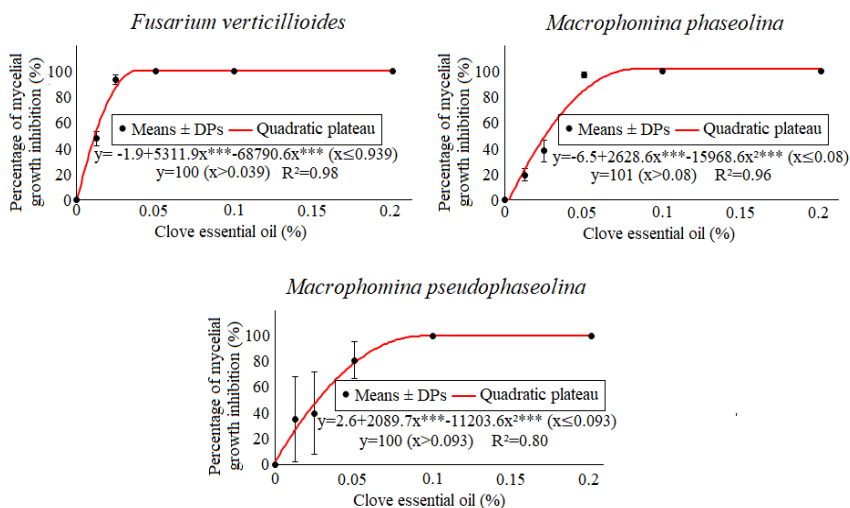 Fusarium verticillioides
Percentage of mycelial
growth inhibition (%)
100
80
60
40
20
0
Means ± DPs
Quadratic plateau
y= -1.9+5311.9x***-68790.6x*** (x≤0.939)
y=100 (x>0.039) R²=0.98
0
0.05
0.1
0.2
Clove essential oil (%)
Macrophomina phaseolina
Percentage of mycelial
growth inhibition (%)
100
80
60
40
20
0
Means ± DPs
Quadratic plateau
y=-6.5+2628.6x***-15968.6x²*** (x≤0.08)
y=101 (x>0.08) R²=0.96
0
0.05
0.1
0.2
Clove essential oil (%)
Macrophomina pseudophaseolina
Percentage of mycelial
growth inhibition (%)
100
80
60
40
20
0
Means ± DPs
Quadratic plateau
y=2.6+2089.7x***-11203.6x²*** (x≤0.093)
y=100 (x>0.093) R²=0.80
0
0.05
0.1
0.2
Clove essential oil (%)